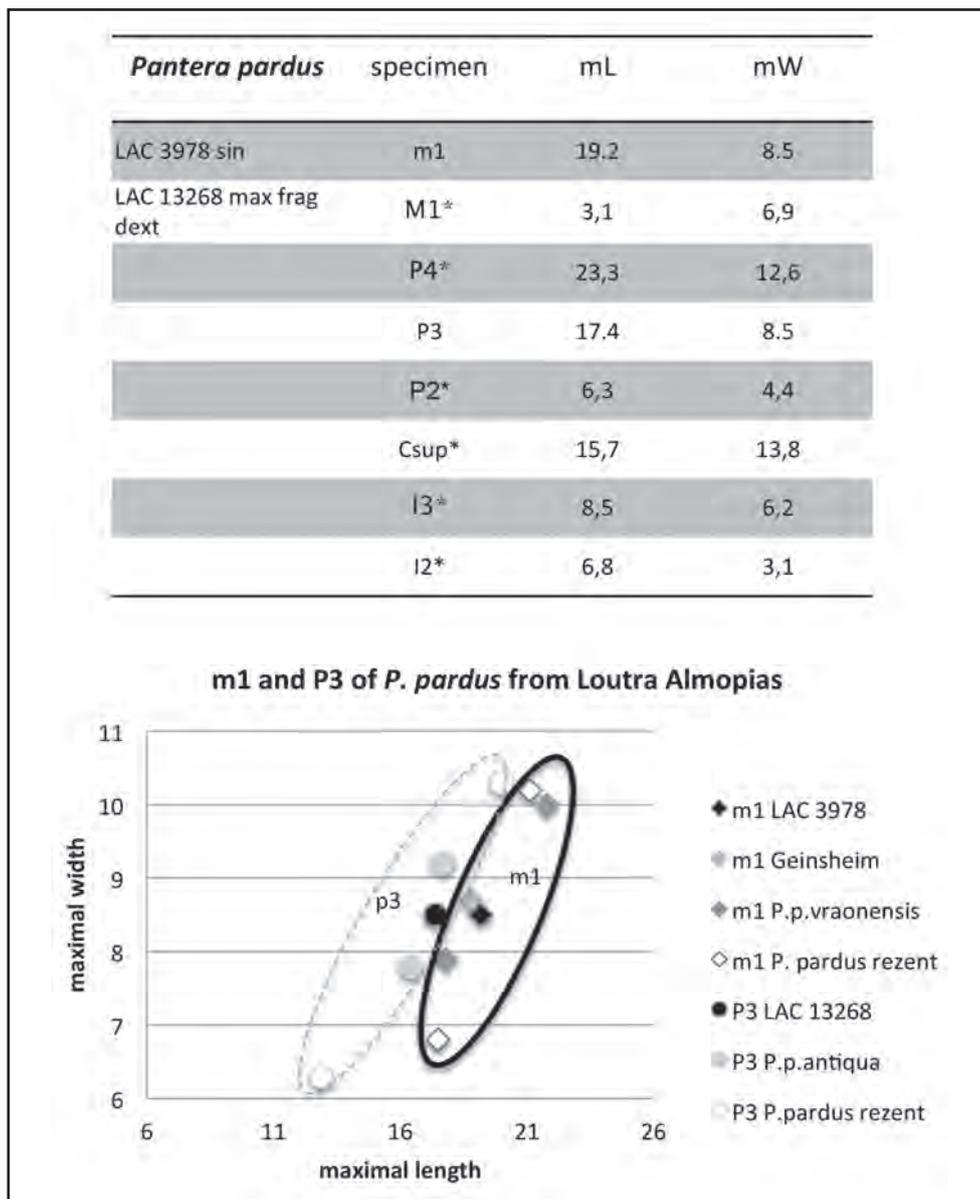 Pantera pardus specimen mL mW
LAC 3978 sin m1 19.2 8.5
LAC 13268 max frag
dext M1* 3,1 6,9
P4* 23,3 12,6
P3 17.4 8.5
P2* 6,3 4,4
Csup* 15,7 13,8
I3* 8,5 6,2
I2* 6,8 3,1
m1 and P3 of P. pardus from Loutra Almopias
11
10
9
8
7
6
maximal width
p3
m1
6 11 16 21 26
maximal length
m1 LAC 3978
m1 Geinsheim
m1 P.p.vraonensis
m1 P. pardus rezent
P3 LAC 13268
P3 P.p.antiqua
P3 P.pardus rezent